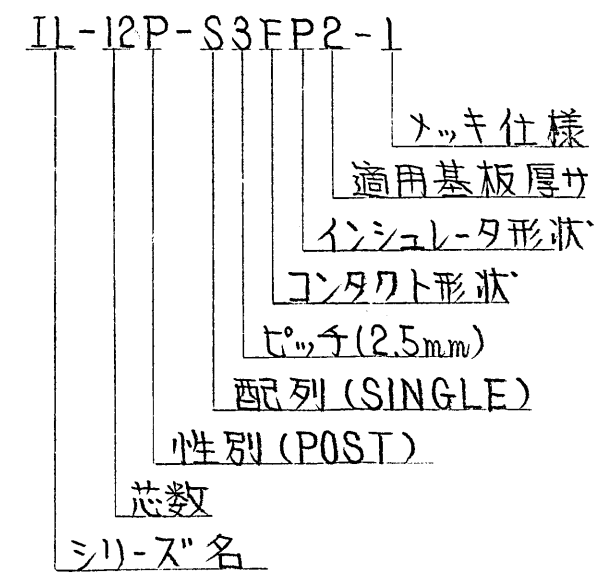 IL-12P-S3FP2-1
メッキ仕様
適用基板厚サ
インシュレータ形状
コンタクト形状
ピッチ(2.5mm)
配列(SINGLE)
性別(POST)
芯数
シリーズ名